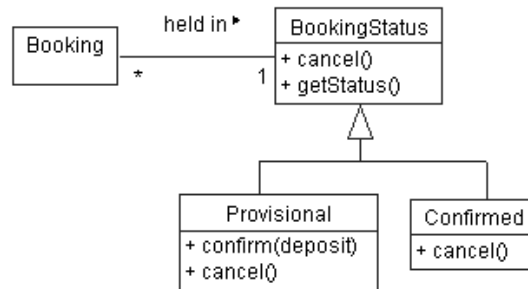 held in ▸
BookingStatus
Booking
+ cancel()
* 1
+ getStatus()
Provisional
Confirmed
+ confirm(deposit)
+ cancel()
+ cancel()